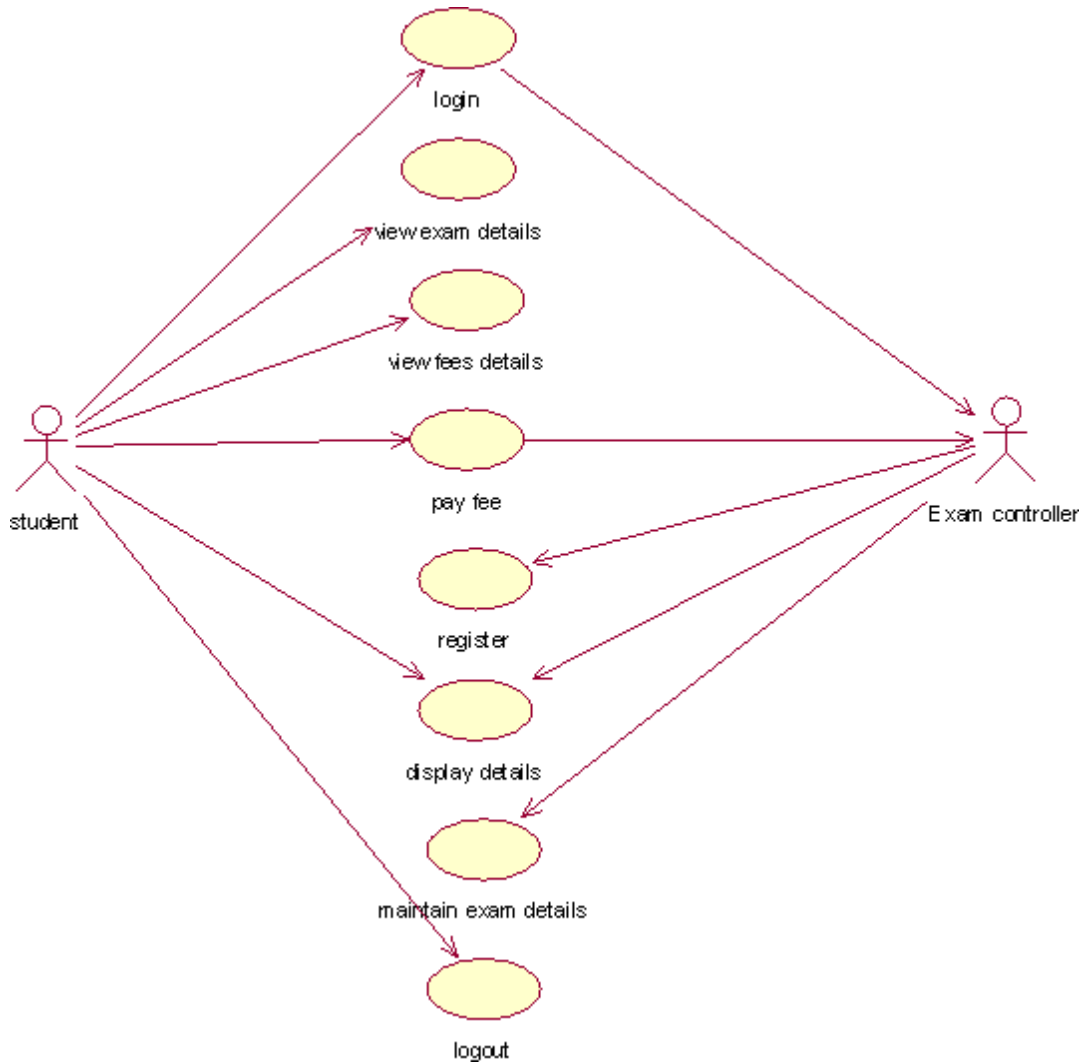 login
view exam details
view fees details
pay fee
student
Exam controller
register
display details
maintain exam details
logout